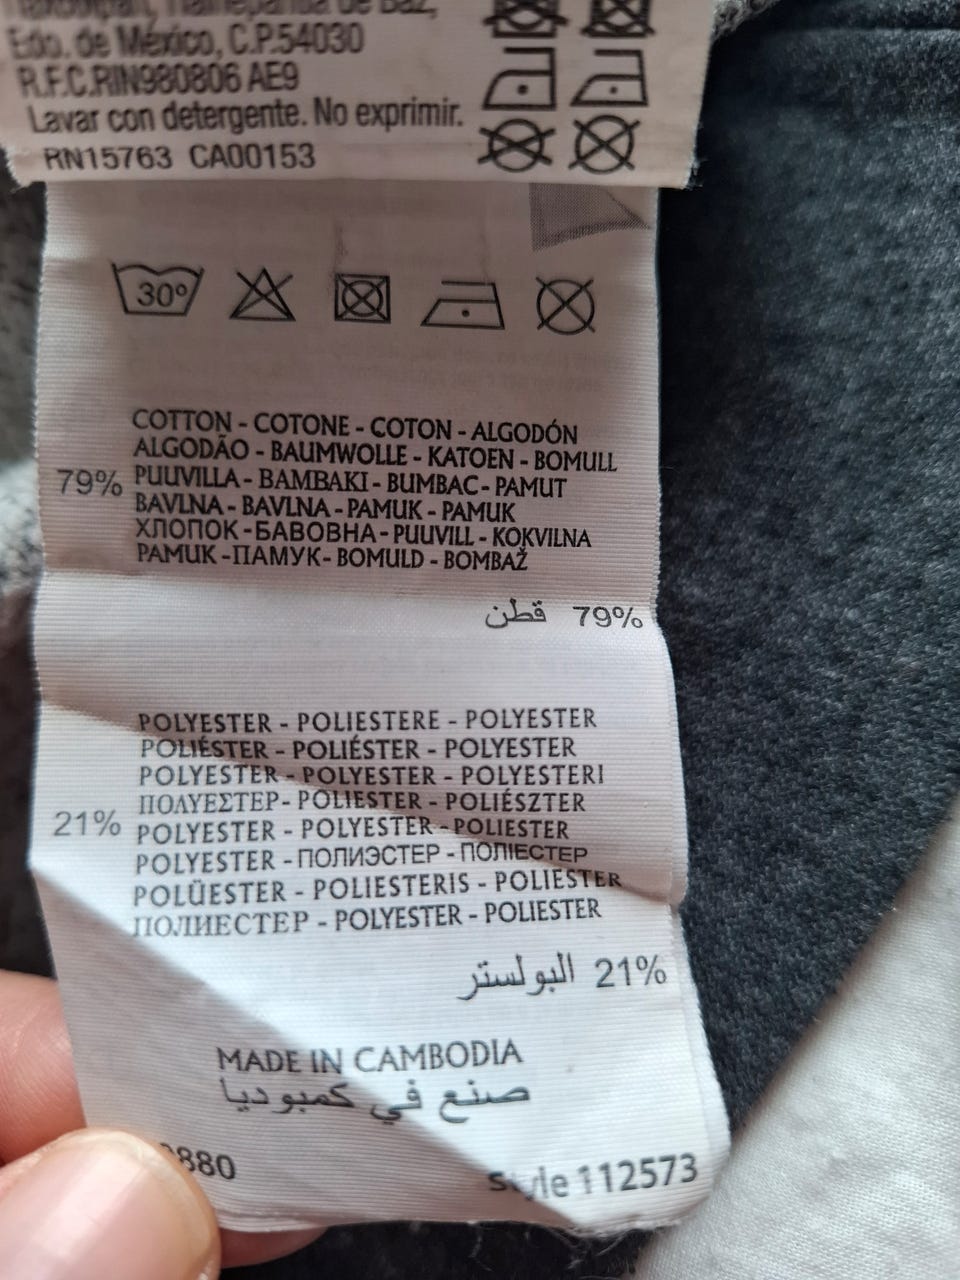 Edo. de México, C.P.54030
R.F.C.RIN980806 AE9
Lavar con detergente. No exprimir.
RN15763 CA00153
30°
COTTON - COTONE - COTON - ALGODÓN
ALGODÃO - BAUMWOLLE - KATOEN - BOMULL
79% PUUVILLA - BAMBAKI - BUMBAC - PAMUT
BAVLNA - BAVLNA - PAMUK - PAMUK
ХЛОПОК - БАВОВНА - PUUVILL - KOKVILNA
PAMUK - ПАМУК - BOMULD - BOMBAŽ
79% قطن
POLYESTER - POLIESTERE - POLYESTER
POLIÉSTER - POLIÉSTER - POLYESTER
POLYESTER - POLYESTER - POLYESTERI
ΠΟΛΥΕΣΤΕΡ - POLIESTER - POLIÉSZTER
21% POLYESTER - POLYESTER - POLIESTER
POLYESTER - ПОЛИЭСТЕР - ПОЛІЕСТЕР
POLÜESTER - POLIESTERIS - POLIESTER
ПОЛИЕСТЕР - POLYESTER - POLIESTER
21% البولستر
MADE IN CAMBODIA
صنع في كمبوديا
880 Style 112573